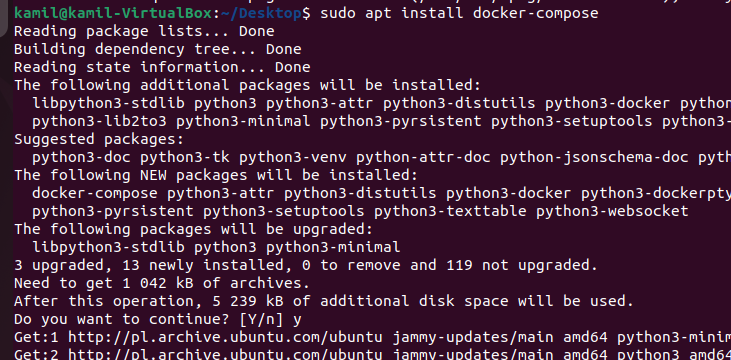 kamil@kamil-VirtualBox:~/Desktop$ sudo apt install docker-compose
Reading package lists... Done
Building dependency tree... Done
Reading state information... Done
The following additional packages will be installed:
  libpython3-stdlib python3 python3-attr python3-distutils python3-docker python
  python3-lib2to3 python3-minimal python3-pyrsistent python3-setuptools python3-
Suggested packages:
  python3-doc python3-tk python3-venv python-attr-doc python-jsonschema-doc pyth
The following NEW packages will be installed:
  docker-compose python3-attr python3-distutils python3-docker python3-dockerpty
  python3-pyrsistent python3-setuptools python3-texttable python3-websocket
The following packages will be upgraded:
  libpython3-stdlib python3 python3-minimal
3 upgraded, 13 newly installed, 0 to remove and 119 not upgraded.
Need to get 1 042 kB of archives.
After this operation, 5 239 kB of additional disk space will be used.
Do you want to continue? [Y/n] y
Get:1 http://pl.archive.ubuntu.com/ubuntu jammy-updates/main amd64 python3-minim
Get:2 http://pl.archive.ubuntu.com/ubuntu jammy-updates/main amd64 python3 amd64